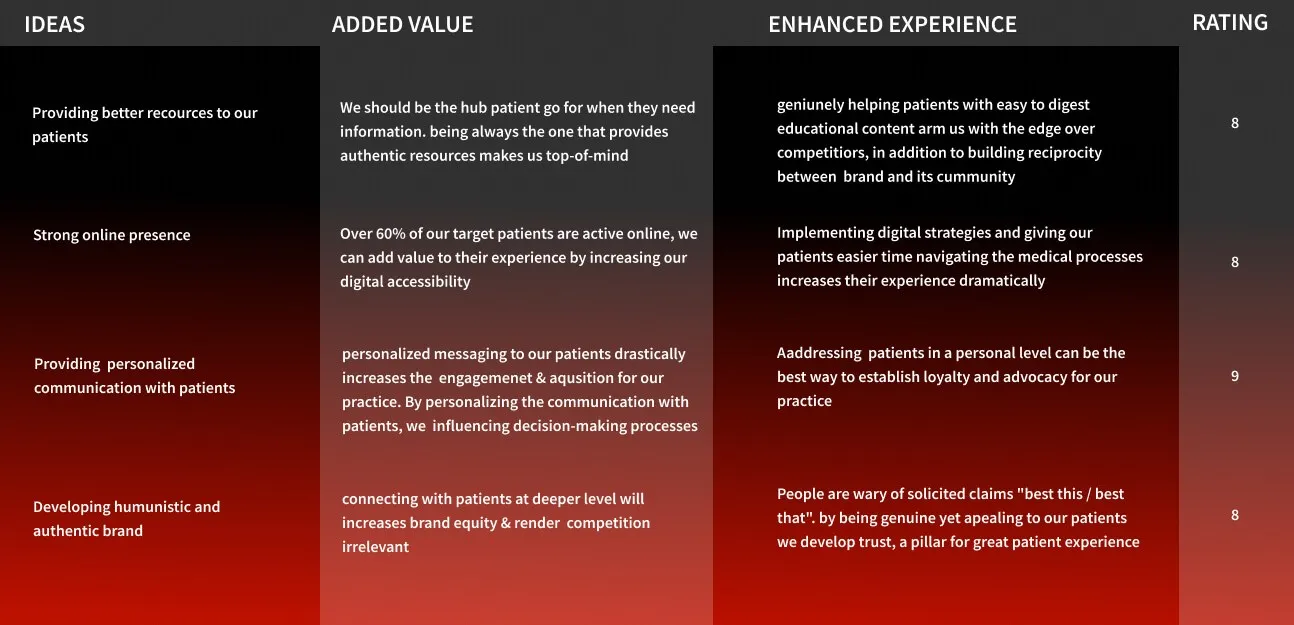 IDEAS
ADDED VALUE
ENHANCED EXPERIENCE
RATING
Providing better recources to our
patients
We should be the hub patient go for when they need
information. being always the one that provides
authentic resources makes us top-of-mind
geniunely helping patients with easy to digest
educational content arm us with the edge over
competitiors, in addition to building reciprocity
between brand and its cummunity
8
Strong online presence
Over 60% of our target patients are active online, we
can add value to their experience by increasing our
digital accessibility
Implementing digital strategies and giving our
patients easier time navigating the medical processes
increases their experience dramatically
8
Providing personalized
communication with patients
personalized messaging to our patients drastically
increases the engagemenet & aqusition for our
practice. By personalizing the communication with
patients, we influencing decision-making processes
Aaddressing patients in a personal level can be the
best way to establish loyalty and advocacy for our
practice
9
Developing humunistic and
authentic brand
connecting with patients at deeper level will
increases brand equity & render competition
irrelevant
People are wary of solicited claims "best this / best
that". by being genuine yet apealing to our patients
we develop trust, a pillar for great patient experience
8